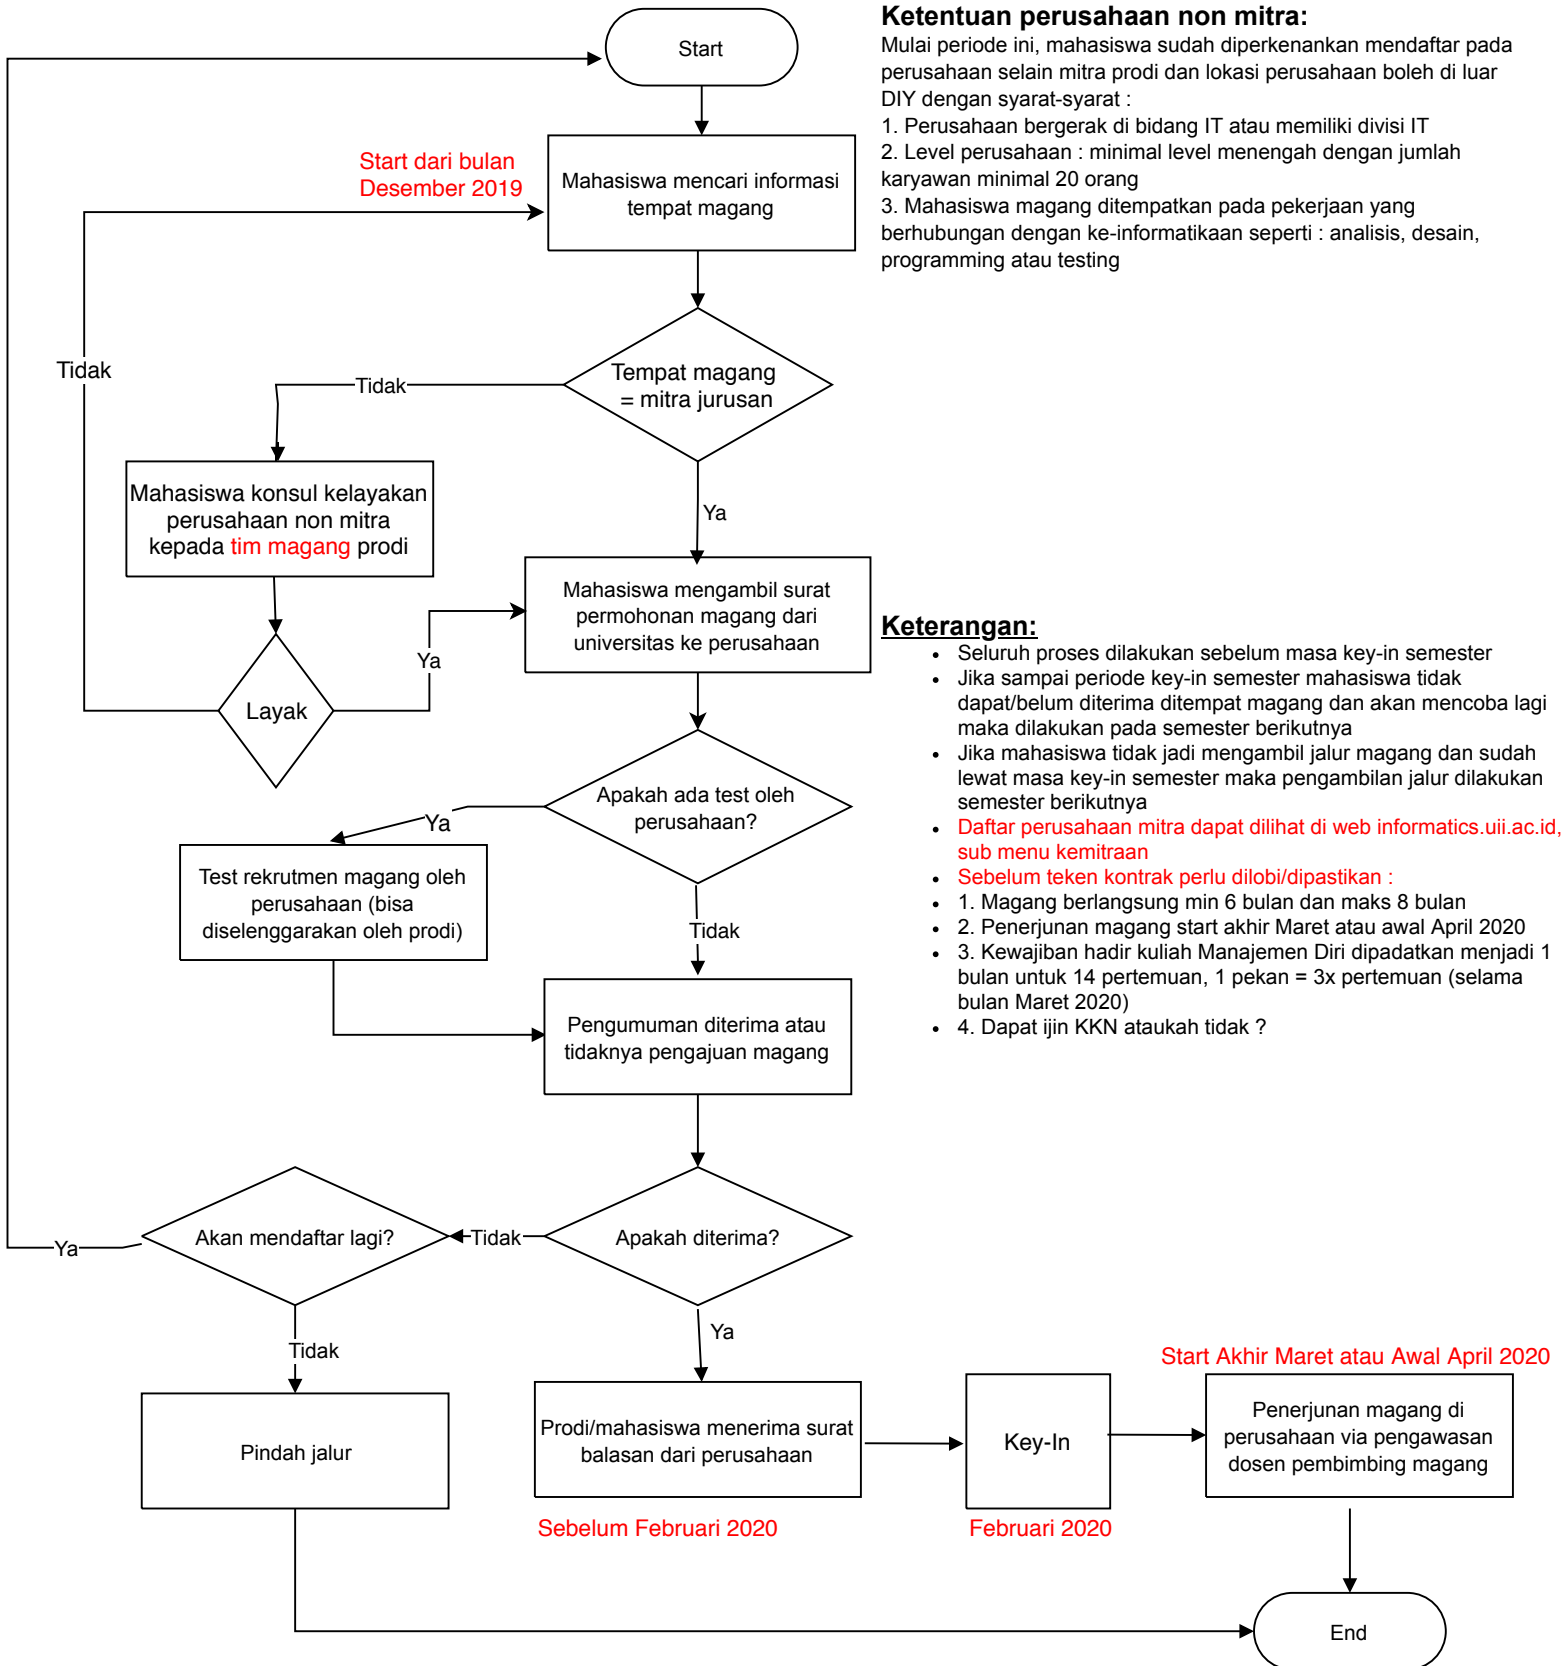 Start
Ketentuan perusahaan non mitra:
Mulai periode ini, mahasiswa sudah diperkenankan mendaftar pada
perusahaan selain mitra prodi dan lokasi perusahaan boleh di luar
DIY dengan syarat-syarat :
1. Perusahaan bergerak di bidang IT atau memiliki divisi IT
2. Level perusahaan : minimal level menengah dengan jumlah
karyawan minimal 20 orang
3. Mahasiswa magang ditempatkan pada pekerjaan yang
berhubungan dengan ke-informatikaan seperti : analisis, desain,
programming atau testing
Start dari bulan
Desember 2019
Mahasiswa mencari informasi
tempat magang
Tidak
Tidak
Tempat magang
= mitra jurusan
Ya
Mahasiswa konsul kelayakan
perusahaan non mitra
kepada tim magang prodi
Mahasiswa mengambil surat
permohonan magang dari
universitas ke perusahaan
Ya
Layak
Keterangan:
• Seluruh proses dilakukan sebelum masa key-in semester
• Jika sampai periode key-in semester mahasiswa tidak
dapat/belum diterima ditempat magang dan akan mencoba lagi
maka dilakukan pada semester berikutnya
• Jika mahasiswa tidak jadi mengambil jalur magang dan sudah
lewat masa key-in semester maka pengambilan jalur dilakukan
semester berikutnya
• Daftar perusahaan mitra dapat dilihat di web informatics.uii.ac.id,
sub menu kemitraan
• Sebelum teken kontrak perlu dilobi/dipastikan :
• 1. Magang berlangsung min 6 bulan dan maks 8 bulan
• 2. Penerjunan magang start akhir Maret atau awal April 2020
• 3. Kewajiban hadir kuliah Manajemen Diri dipadatkan menjadi 1
bulan untuk 14 pertemuan, 1 pekan = 3x pertemuan (selama
bulan Maret 2020)
• 4. Dapat ijin KKN ataukah tidak ?
Apakah ada test oleh
perusahaan?
Ya
Test rekrutmen magang oleh
perusahaan (bisa
diselenggarakan oleh prodi)
Tidak
Pengumuman diterima atau
tidaknya pengajuan magang
Ya
Akan mendaftar lagi?
Tidak
Apakah diterima?
Tidak
Ya
Start Akhir Maret atau Awal April 2020
Pindah jalur
Prodi/mahasiswa menerima surat
balasan dari perusahaan
Key-In
Penerjunan magang di
perusahaan via pengawasan
dosen pembimbing magang
Sebelum Februari 2020
Februari 2020
End